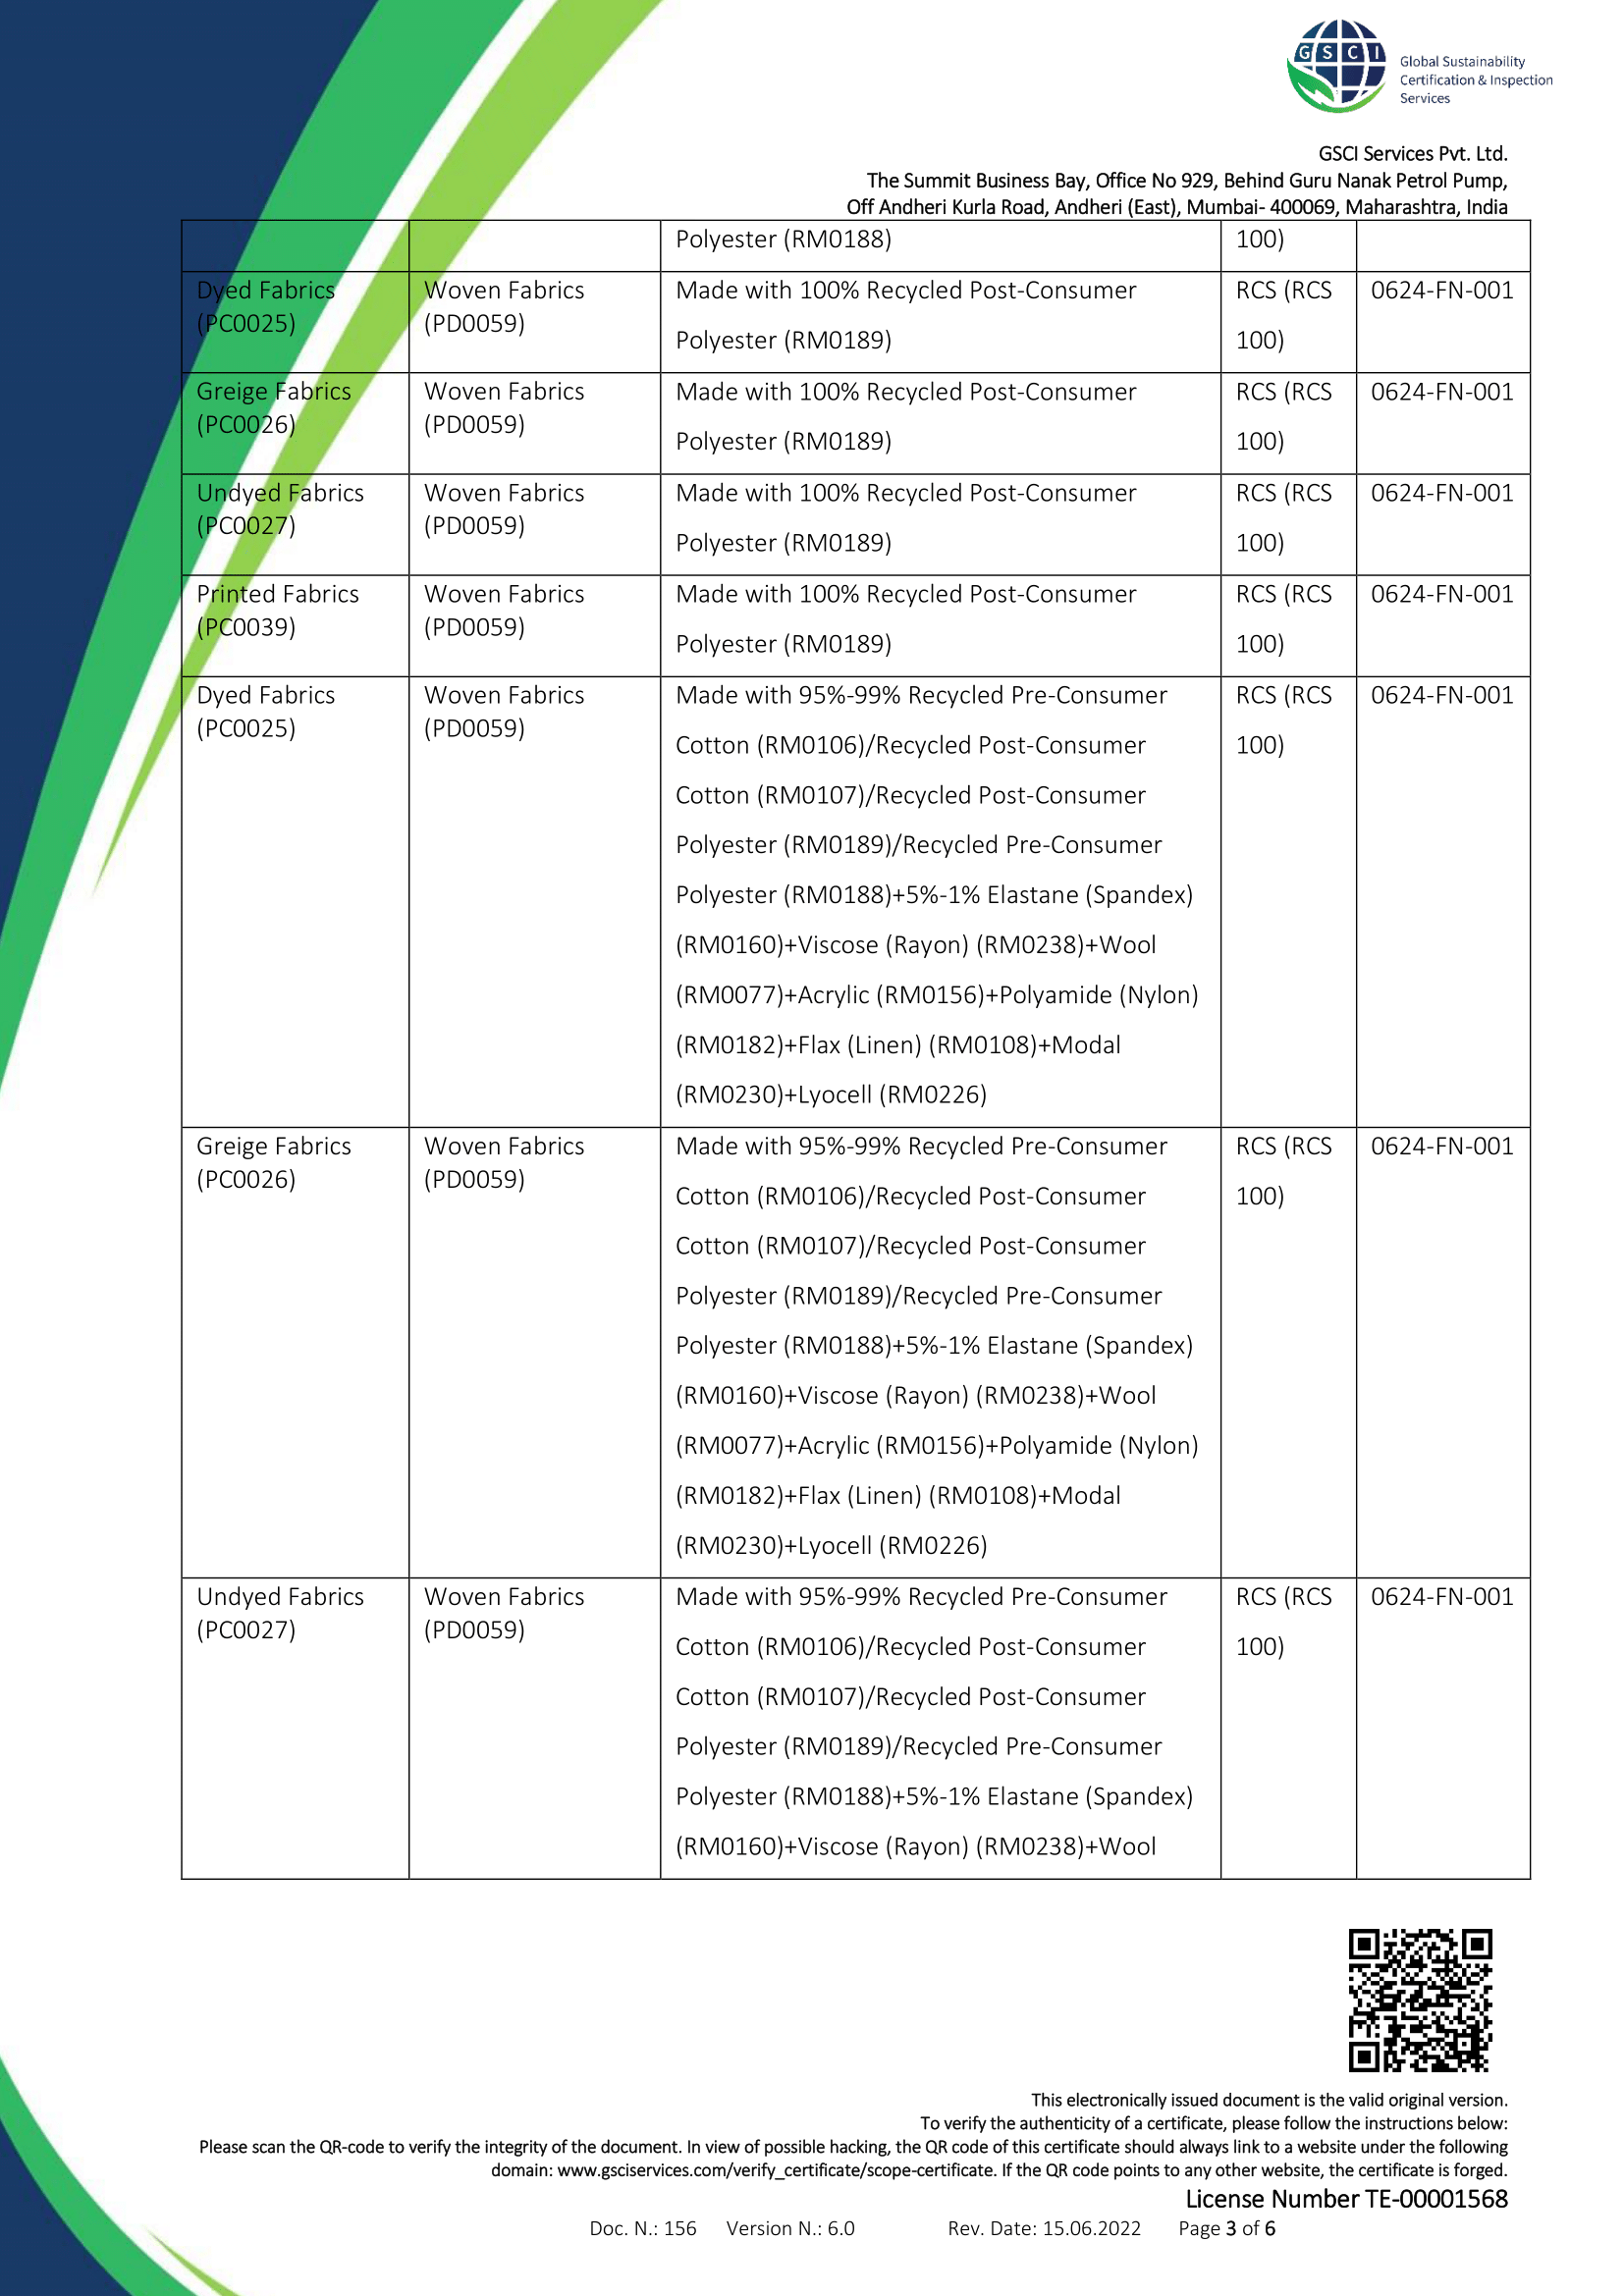 GSCI
Global Sustainability
Certification & Inspection
Services
GSCI Services Pvt. Ltd.
The Summit Business Bay, Office No 929, Behind Guru Nanak Petrol Pump,
Off Andheri Kurla Road, Andheri (East), Mumbai- 400069, Maharashtra, India
Polyester (RM0188) 100)
Dyed Fabrics Woven Fabrics Made with 100% Recycled Post-Consumer RCS (RCS 0624-FN-001
(PC0025) (PD0059) Polyester (RM0189) 100)
Greige Fabrics Woven Fabrics Made with 100% Recycled Post-Consumer RCS (RCS 0624-FN-001
(PC0026) (PD0059) Polyester (RM0189) 100)
Undyed Fabrics Woven Fabrics Made with 100% Recycled Post-Consumer RCS (RCS 0624-FN-001
(PC0027) (PD0059) Polyester (RM0189) 100)
Printed Fabrics Woven Fabrics Made with 100% Recycled Post-Consumer RCS (RCS 0624-FN-001
(PC0039) (PD0059) Polyester (RM0189) 100)
Dyed Fabrics Woven Fabrics Made with 95%-99% Recycled Pre-Consumer RCS (RCS 0624-FN-001
(PC0025) (PD0059) Cotton (RM0106)/Recycled Post-Consumer 100)
Cotton (RM0107)/Recycled Post-Consumer
Polyester (RM0189)/Recycled Pre-Consumer
Polyester (RM0188)+5%-1% Elastane (Spandex)
(RM0160)+Viscose (Rayon) (RM0238)+Wool
(RM0077)+Acrylic (RM0156)+Polyamide (Nylon)
(RM0182)+Flax (Linen) (RM0108)+Modal
(RM0230)+Lyocell (RM0226)
Greige Fabrics Woven Fabrics Made with 95%-99% Recycled Pre-Consumer RCS (RCS 0624-FN-001
(PC0026) (PD0059) Cotton (RM0106)/Recycled Post-Consumer 100)
Cotton (RM0107)/Recycled Post-Consumer
Polyester (RM0189)/Recycled Pre-Consumer
Polyester (RM0188)+5%-1% Elastane (Spandex)
(RM0160)+Viscose (Rayon) (RM0238)+Wool
(RM0077)+Acrylic (RM0156)+Polyamide (Nylon)
(RM0182)+Flax (Linen) (RM0108)+Modal
(RM0230)+Lyocell (RM0226)
Undyed Fabrics Woven Fabrics Made with 95%-99% Recycled Pre-Consumer RCS (RCS 0624-FN-001
(PC0027) (PD0059) Cotton (RM0106)/Recycled Post-Consumer 100)
Cotton (RM0107)/Recycled Post-Consumer
Polyester (RM0189)/Recycled Pre-Consumer
Polyester (RM0188)+5%-1% Elastane (Spandex)
(RM0160)+Viscose (Rayon) (RM0238)+Wool
This electronically issued document is the valid original version.
To verify the authenticity of a certificate, please follow the instructions below:
Please scan the QR-code to verify the integrity of the document. In view of possible hacking, the QR code of this certificate should always link to a website under the following
domain: www.gsciservices.com/verify_certificate/scope-certificate. If the QR code points to any other website, the certificate is forged.
License Number TE-00001568
Doc. N.: 156 Version N.: 6.0 Rev. Date: 15.06.2022 Page 3 of 6